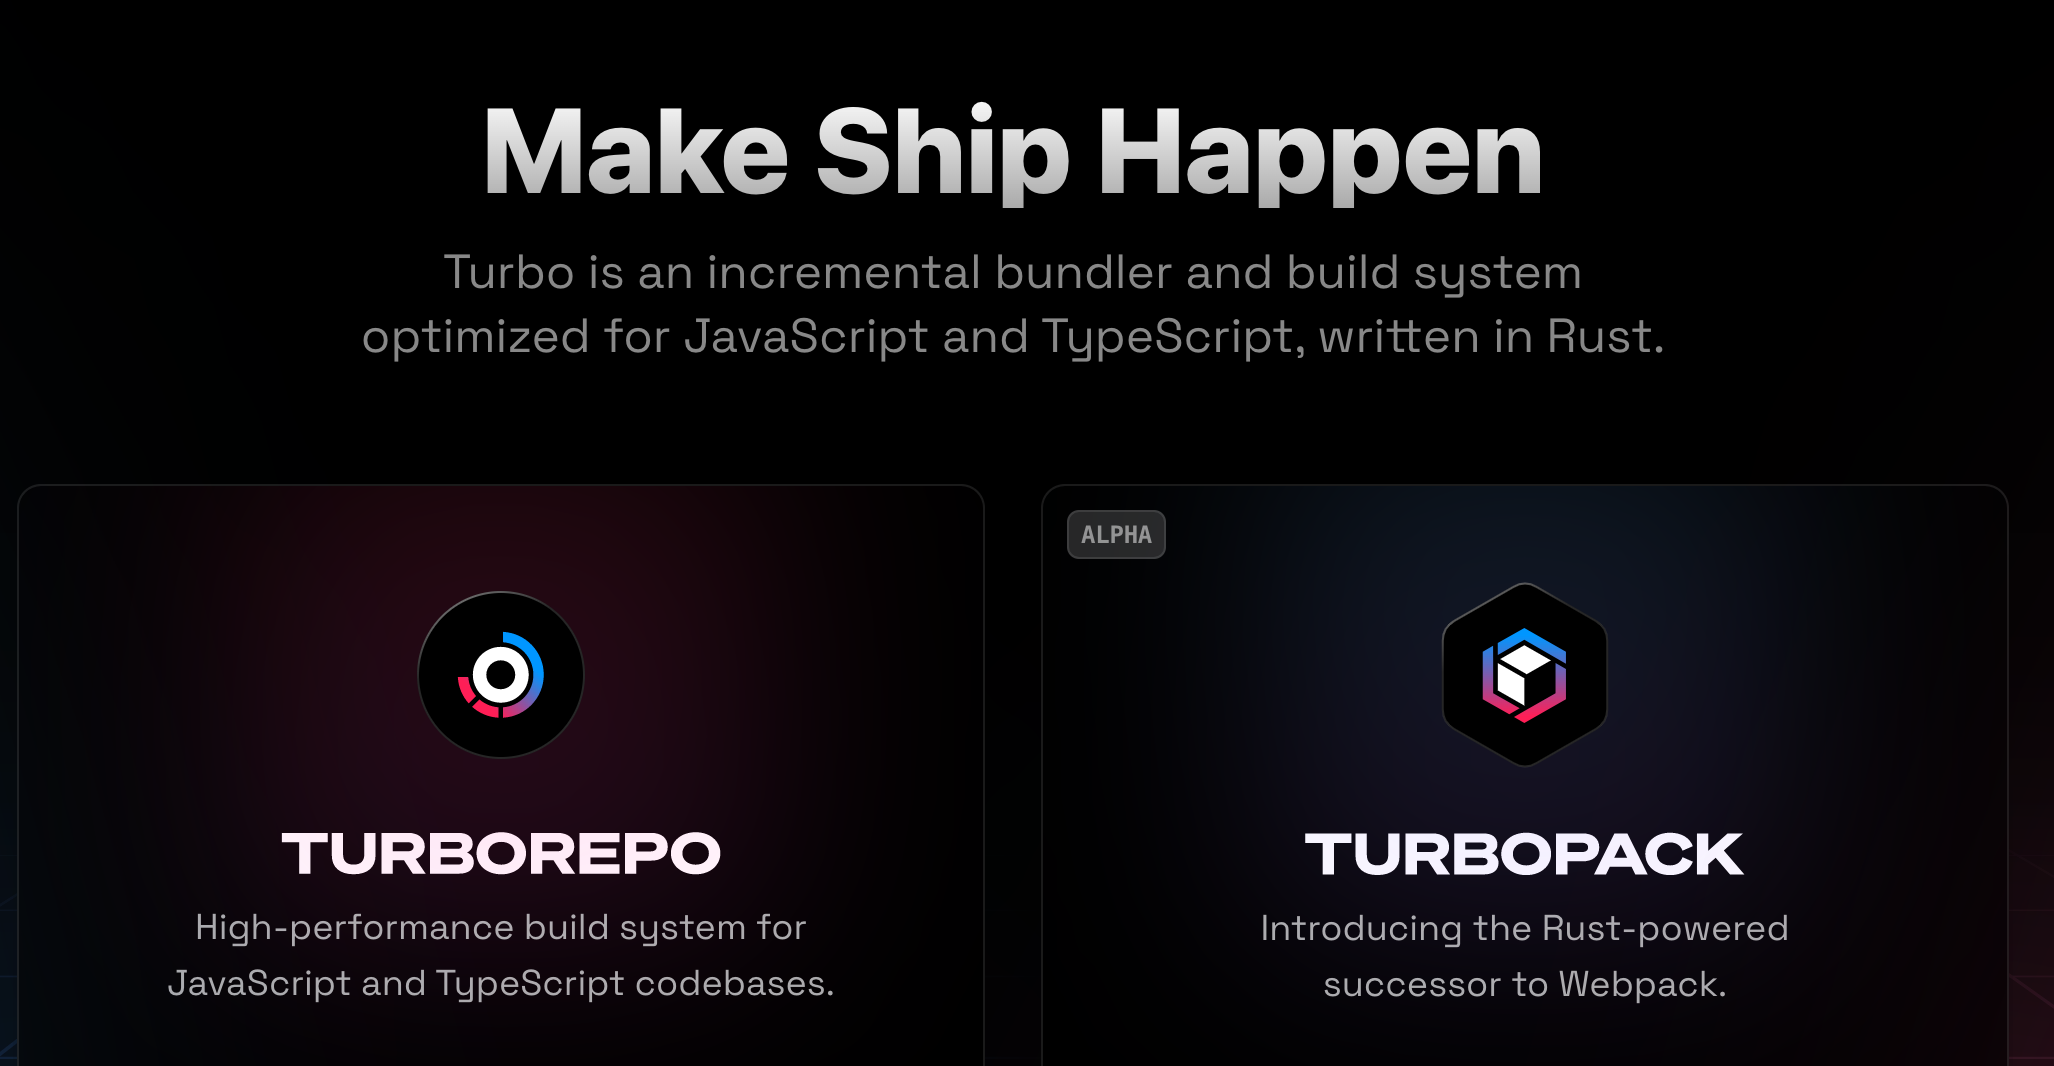 Make Ship Happen
Turbo is an incremental bundler and build system
optimized for JavaScript and TypeScript, written in Rust.
TURBOREPO
High-performance build system for
JavaScript and TypeScript codebases.
ALPHA
TURBOPACK
Introducing the Rust-powered
successor to Webpack.